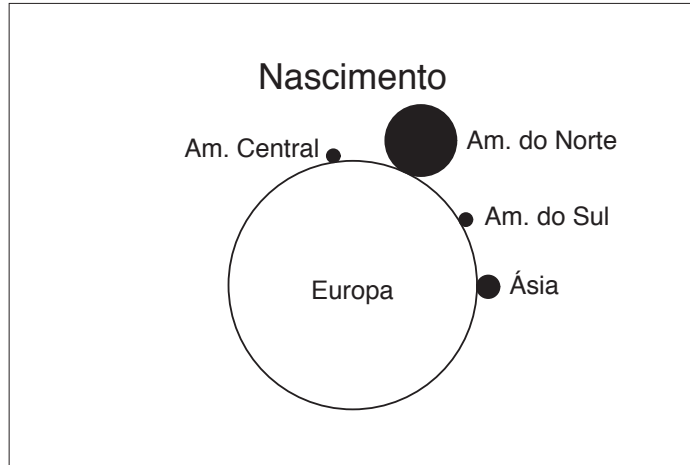 Nascimento
Am. Central
Am. do Norte
Am. do Sul
Europa
Ásia